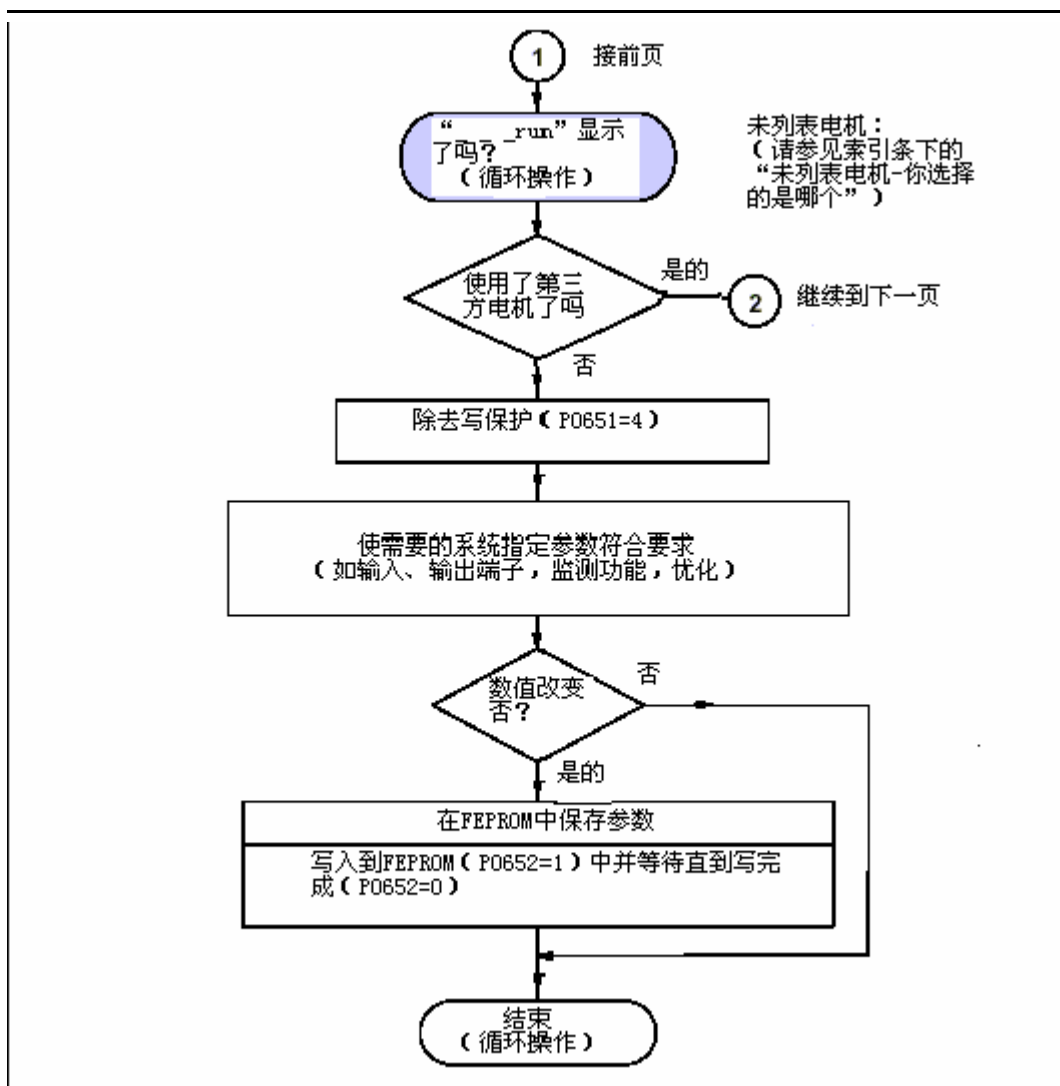 1
接前页
“ _run”显示
了吗？
（循环操作）
未列表电机：
（请参见索引条下的
“未列表电机-你选择
的是哪个”）
使用了第三
方电机了吗
是的
2
继续到下一页
否
除去写保护（P0651=4）
使需要的系统指定参数符合要求
（如输入、输出端子，监测功能，优化）
数值改变
否？
否
是的
在FEPROM中保存参数
写入到FEPROM（P0652=1）中并等待直到写完
成（P0652=0）
结束
（循环操作）